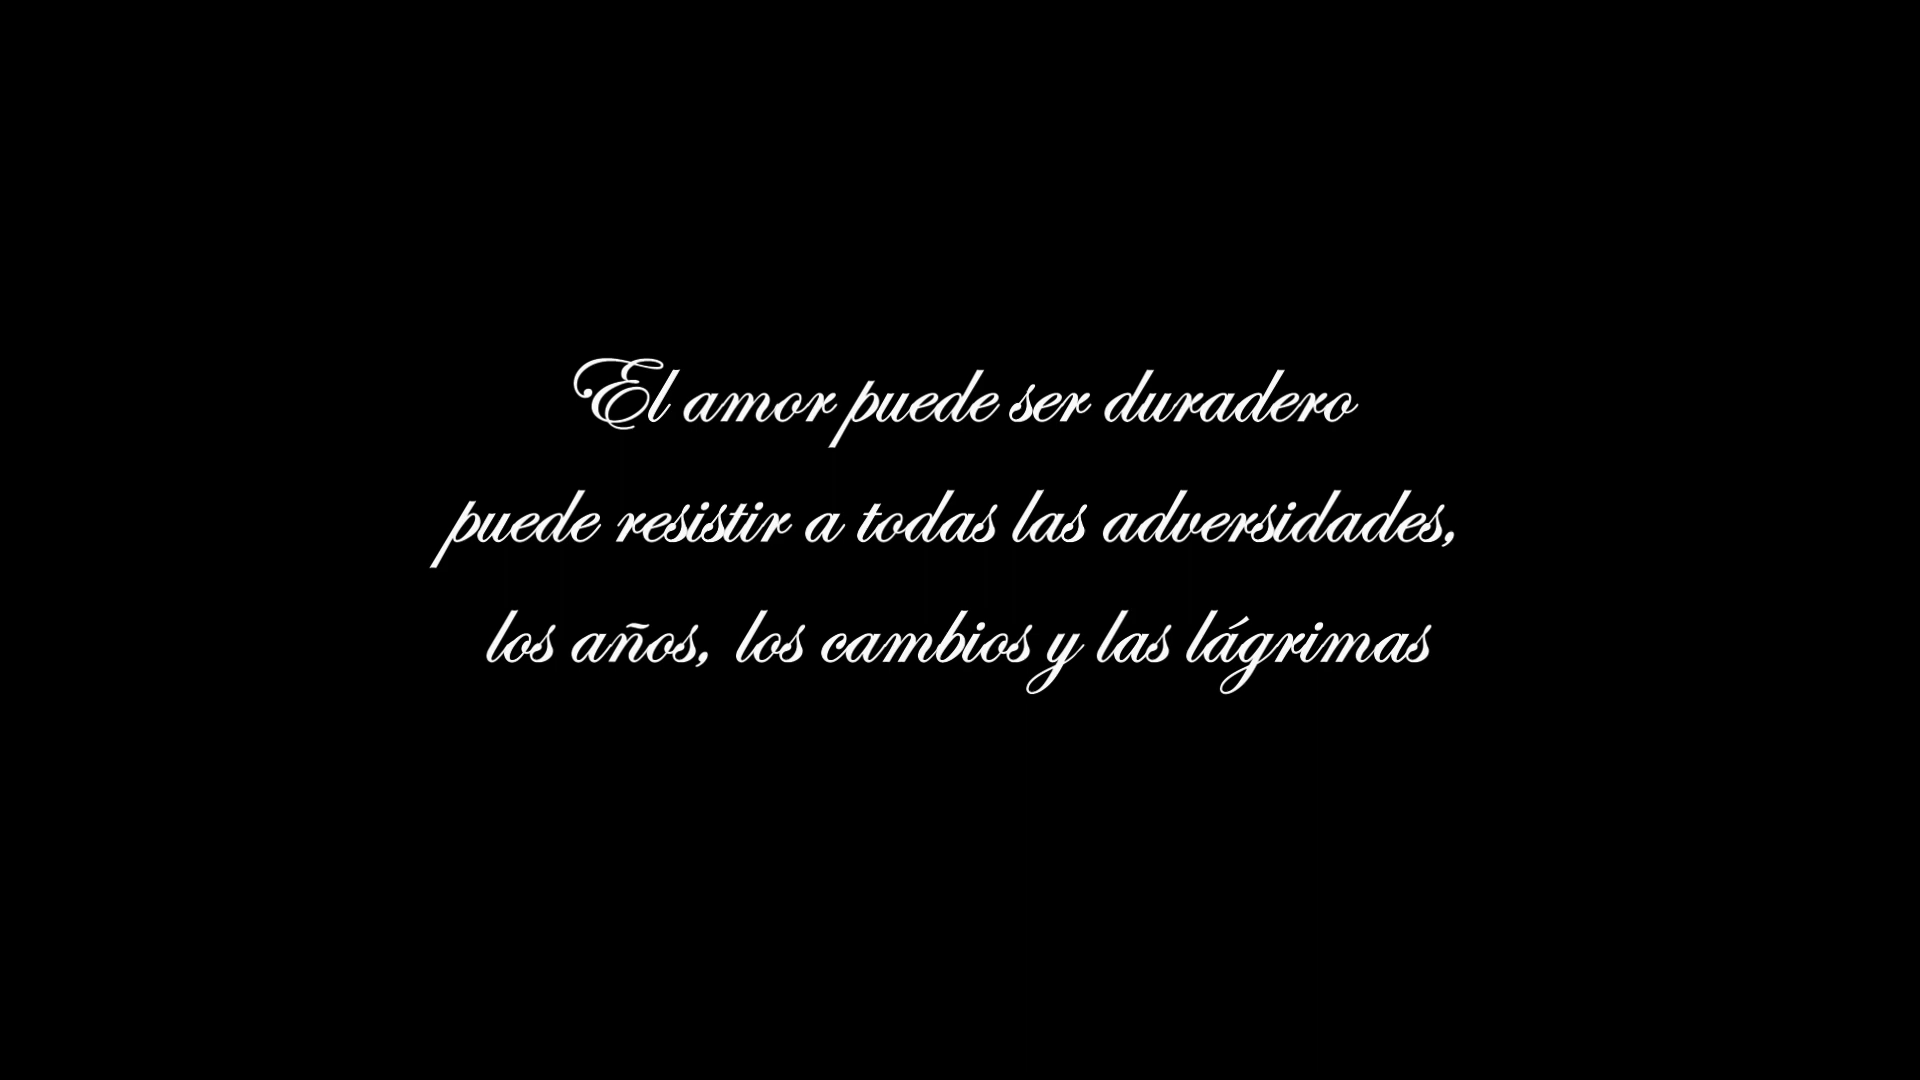 El amor puede ser duradero
puede resistir a todas las adversidades,
los años, los cambios y las lágrimas